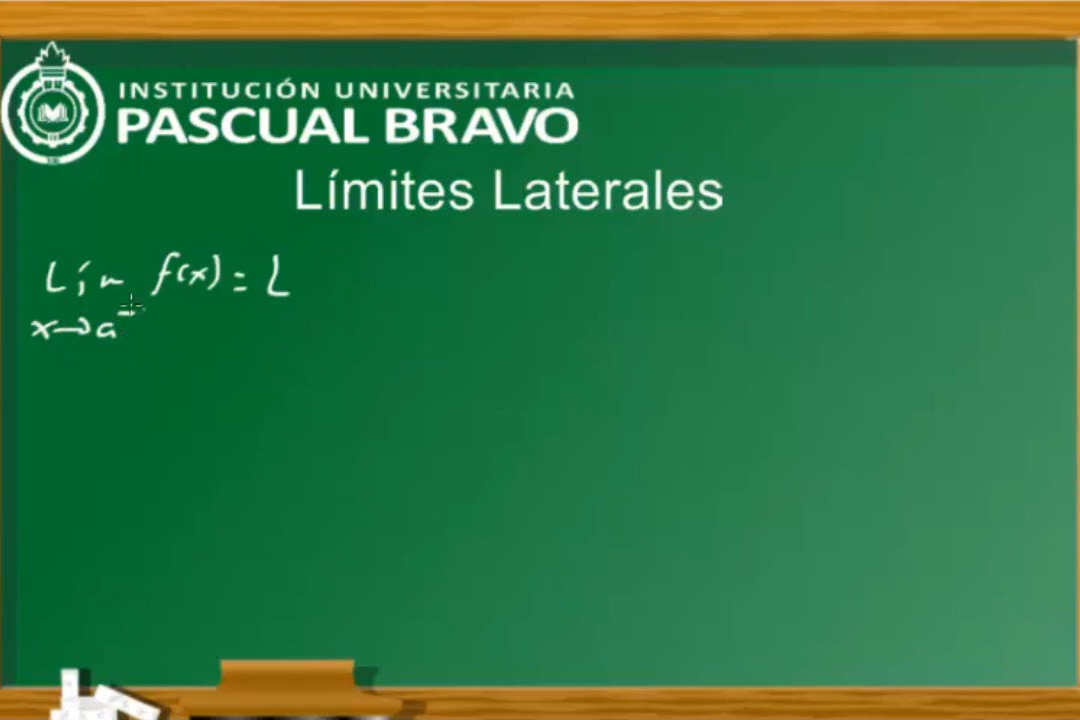 INSTITUCIÓN UNIVERSITARIA
PASCUAL BRAVO
Límites Laterales
Lím f(x) = L
x→a⁻